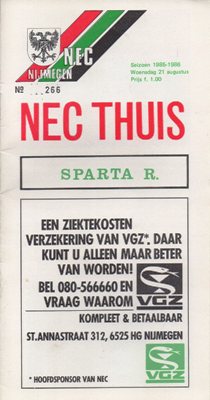 NEC
NIJMEGEN
Nº ...266
Seizoen 1985-1986
Woensdag 21 augustus
Prijs f. 1.00
NEC THUIS
SPARTA R.
EEN ZIEKTEKOSTEN
VERZEKERING VAN VGZ*. DAAR
KUNT U ALLEEN MAAR BETER
VAN WORDEN!
BEL 080-566660 EN
VRAAG WAAROM
VGZ
KOMPLEET & BETAALBAAR
ST.ANNASTRAAT 312, 6525 HG NIJMEGEN
VGZ
* HOOFDSPONSOR VAN NEC